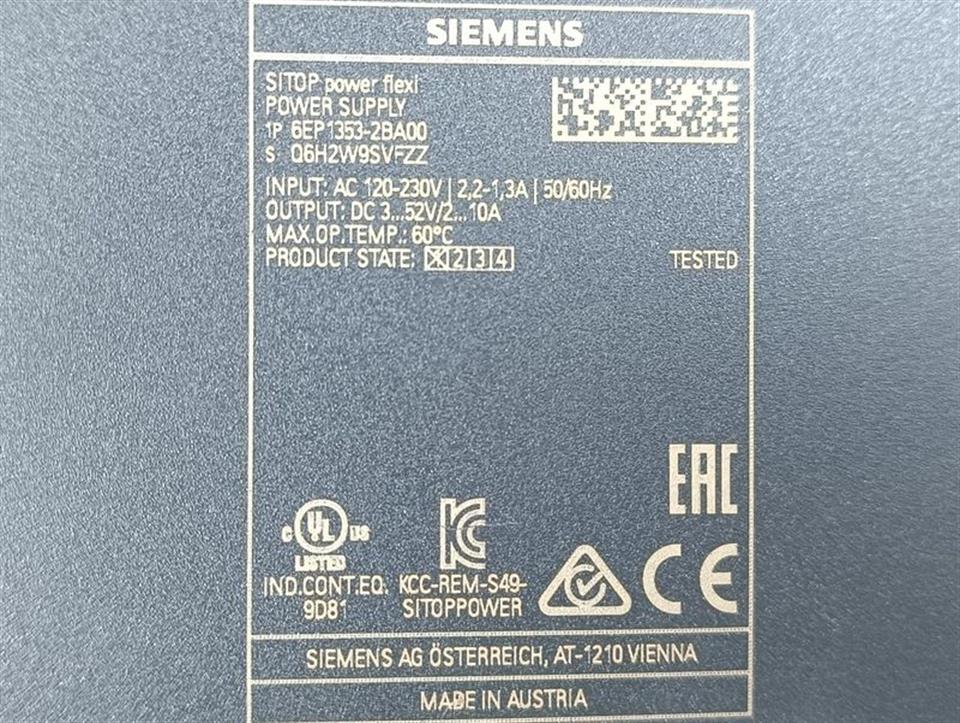 SIEMENS
SITOP power flexi
POWER SUPPLY
1P 6EP1353-2BA00
S Q6H2W9SVFZZ
INPUT: AC 120-230V | 2,2-1,3A | 50/60Hz
OUTPUT: DC 3...52V/2...10A
MAX.OP.TEMP.: 60°C
PRODUCT STATE: X 2 3 4
TESTED
EAC
C UL US
LISTED
IND.CONT.EQ.
9D81
KC
KCC-REM-S49-
SITOPPOWER
CE
SIEMENS AG ÖSTERREICH, AT-1210 VIENNA
MADE IN AUSTRIA